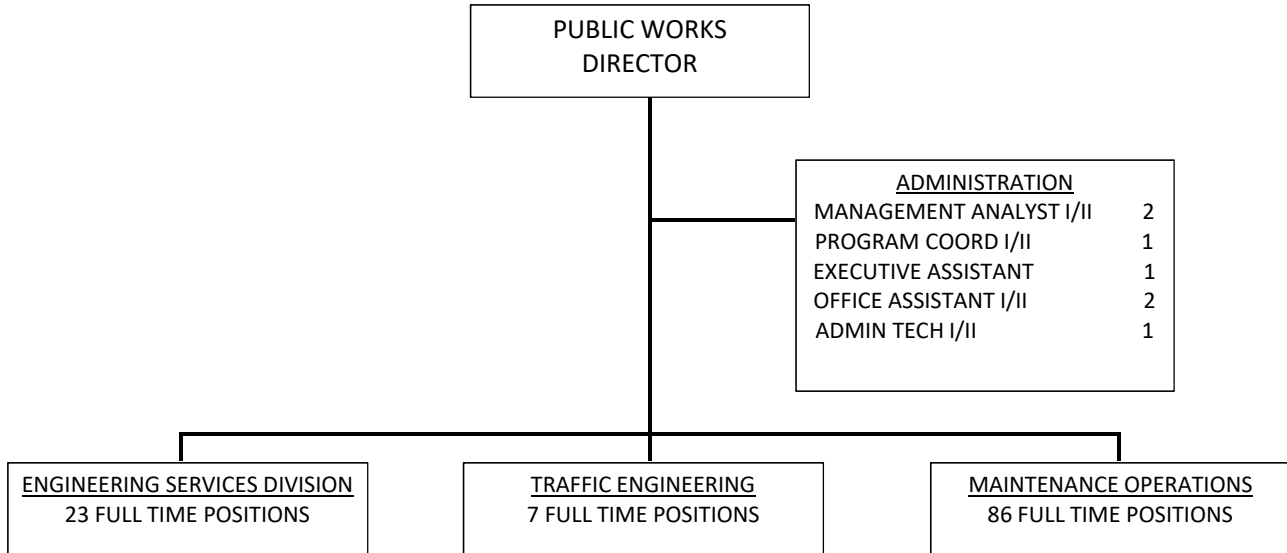 PUBLIC WORKS
DIRECTOR
ADMINISTRATION
MANAGEMENT ANALYST I/II 2
PROGRAM COORD I/II 1
EXECUTIVE ASSISTANT 1
OFFICE ASSISTANT I/II 2
ADMIN TECH I/II 1
ENGINEERING SERVICES DIVISION
23 FULL TIME POSITIONS
TRAFFIC ENGINEERING
7 FULL TIME POSITIONS
MAINTENANCE OPERATIONS
86 FULL TIME POSITIONS